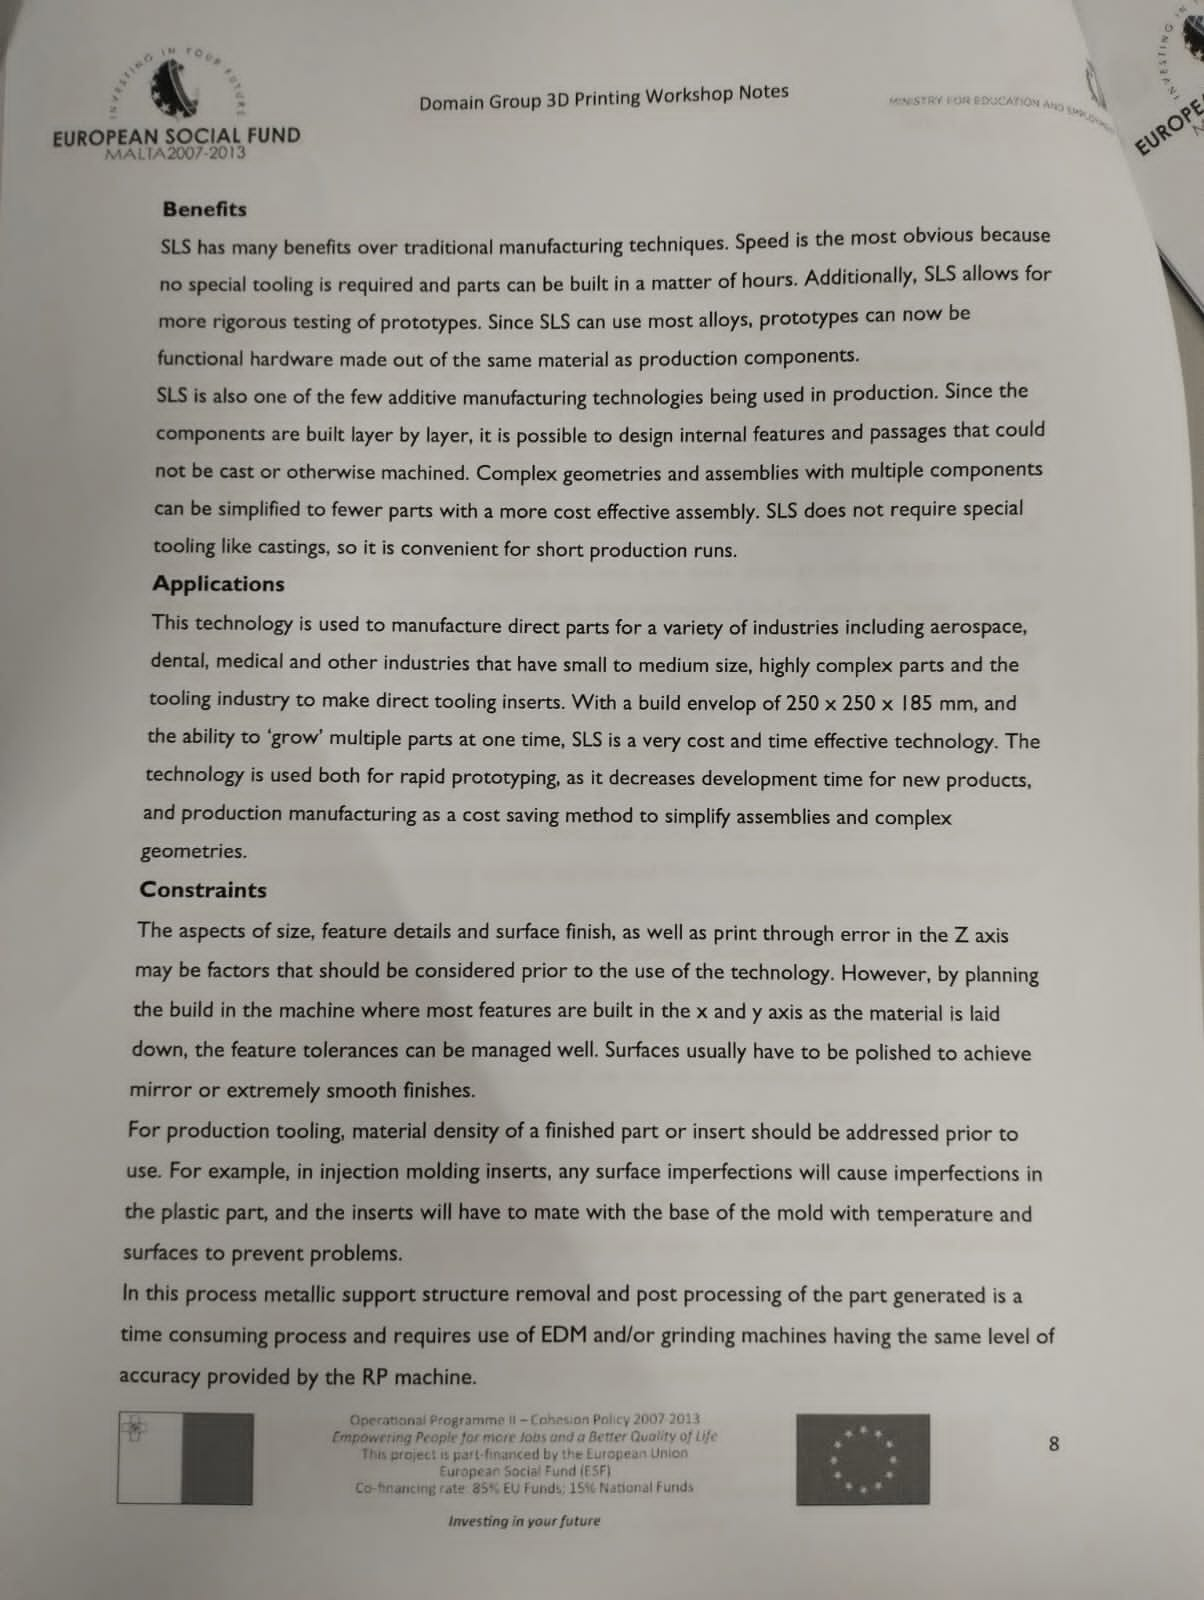 INVESTING IN YOUR FUTURE
EUROPEAN SOCIAL FUND
MALTA 2007-2013
Domain Group 3D Printing Workshop Notes
MINISTRY FOR EDUCATION AND EMPLOYMENT
INVESTING IN
EUROPE
Benefits
SLS has many benefits over traditional manufacturing techniques. Speed is the most obvious because
no special tooling is required and parts can be built in a matter of hours. Additionally, SLS allows for
more rigorous testing of prototypes. Since SLS can use most alloys, prototypes can now be
functional hardware made out of the same material as production components.
SLS is also one of the few additive manufacturing technologies being used in production. Since the
components are built layer by layer, it is possible to design internal features and passages that could
not be cast or otherwise machined. Complex geometries and assemblies with multiple components
can be simplified to fewer parts with a more cost effective assembly. SLS does not require special
tooling like castings, so it is convenient for short production runs.
Applications
This technology is used to manufacture direct parts for a variety of industries including aerospace,
dental, medical and other industries that have small to medium size, highly complex parts and the
tooling industry to make direct tooling inserts. With a build envelop of 250 x 250 x 185 mm, and
the ability to ‘grow’ multiple parts at one time, SLS is a very cost and time effective technology. The
technology is used both for rapid prototyping, as it decreases development time for new products,
and production manufacturing as a cost saving method to simplify assemblies and complex
geometries.
Constraints
The aspects of size, feature details and surface finish, as well as print through error in the Z axis
may be factors that should be considered prior to the use of the technology. However, by planning
the build in the machine where most features are built in the x and y axis as the material is laid
down, the feature tolerances can be managed well. Surfaces usually have to be polished to achieve
mirror or extremely smooth finishes.
For production tooling, material density of a finished part or insert should be addressed prior to
use. For example, in injection molding inserts, any surface imperfections will cause imperfections in
the plastic part, and the inserts will have to mate with the base of the mold with temperature and
surfaces to prevent problems.
In this process metallic support structure removal and post processing of the part generated is a
time consuming process and requires use of EDM and/or grinding machines having the same level of
accuracy provided by the RP machine.
Operational Programme II – Cohesion Policy 2007-2013
Empowering People for more Jobs and a Better Quality of Life
This project is part-financed by the European Union
European Social Fund (ESF)
Co-financing rate: 85% EU Funds; 15% National Funds
Investing in your future
8